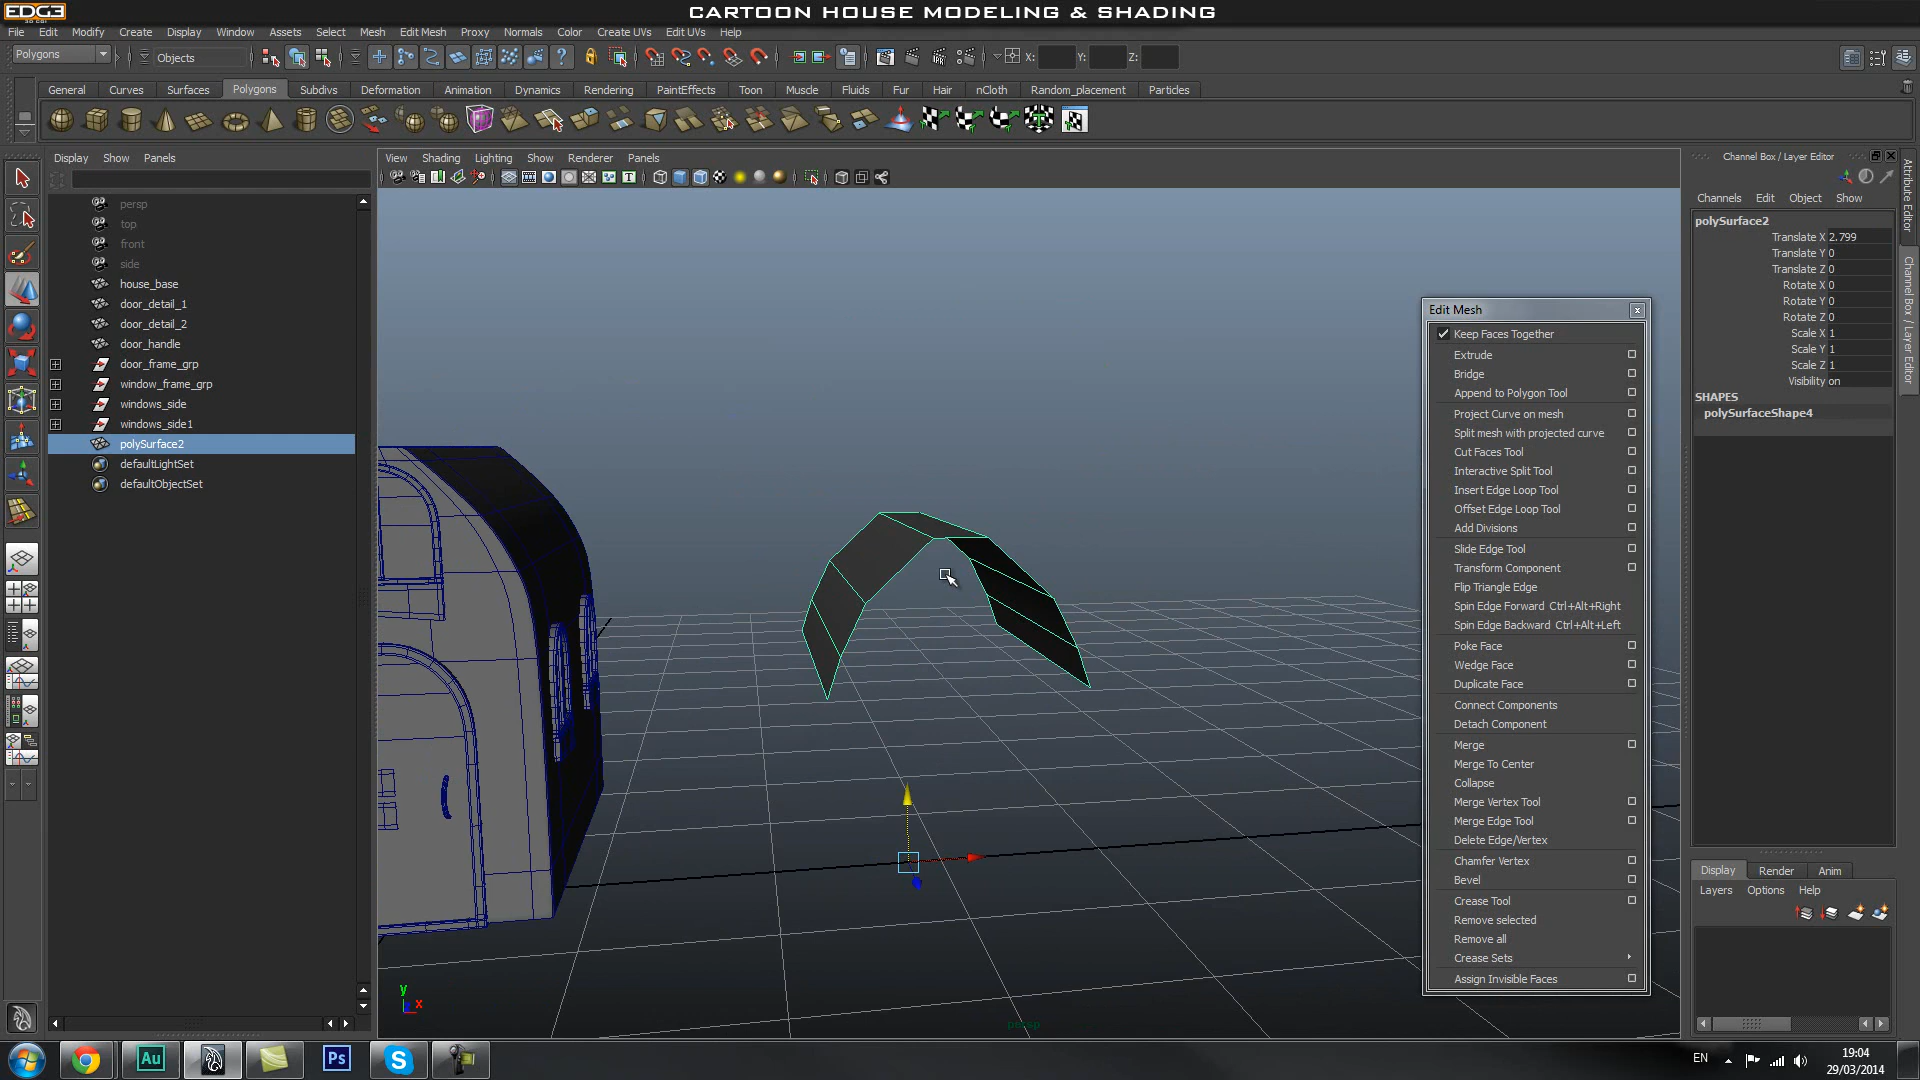 EDG3
CARTOON HOUSE MODELING & SHADING
File Edit Modify Create Display Window Assets Select Mesh Edit Mesh Proxy Normals Color Create UVs Edit UVs Help
Polygons Objects X: Y: Z:
General Curves Surfaces Polygons Subdivs Deformation Animation Dynamics Rendering PaintEffects Toon Muscle Fluids Fur Hair nCloth Random_placement Particles
Display Show Panels
View Shading Lighting Show Renderer Panels
Channel Box / Layer Editor
Channels Edit Object Show
Attribute Editor
Channel Box / Layer Editor
persp
top
front
side
house_base
door_detail_1
door_detail_2
door_handle
door_frame_grp
window_frame_grp
windows_side
windows_side1
polySurface2
defaultLightSet
defaultObjectSet
Edit Mesh
Keep Faces Together
Extrude
Bridge
Append to Polygon Tool
Project Curve on mesh
Split mesh with projected curve
Cut Faces Tool
Interactive Split Tool
Insert Edge Loop Tool
Offset Edge Loop Tool
Add Divisions
Slide Edge Tool
Transform Component
Flip Triangle Edge
Spin Edge Forward Ctrl+Alt+Right
Spin Edge Backward Ctrl+Alt+Left
Poke Face
Wedge Face
Duplicate Face
Connect Components
Detach Component
Merge
Merge To Center
Collapse
Merge Vertex Tool
Merge Edge Tool
Delete Edge/Vertex
Chamfer Vertex
Bevel
Crease Tool
Remove selected
Remove all
Crease Sets
Assign Invisible Faces
polySurface2
Translate X 2.799
Translate Y 0
Translate Z 0
Rotate X 0
Rotate Y 0
Rotate Z 0
Scale X 1
Scale Y 1
Scale Z 1
Visibility on
SHAPES
polySurfaceShape4
Display Render Anim
Layers Options Help
y
x
persp
Au Ps S
EN
19:04
29/03/2014